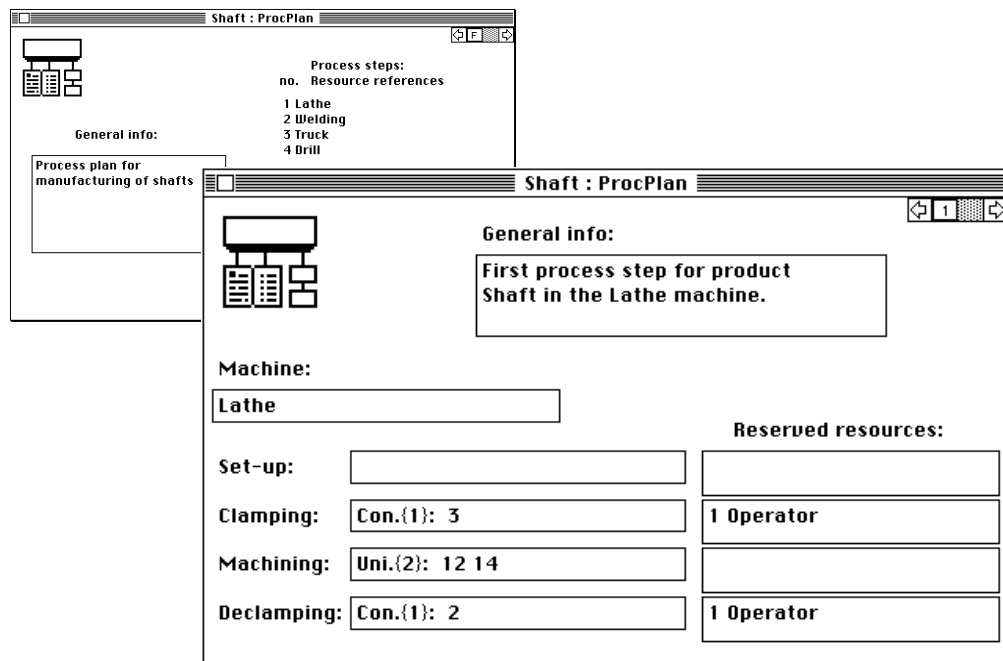 Shaft : ProcPlan
F
Process steps:
no. Resource references
1 Lathe
2 Welding
3 Truck
4 Drill
General info:
Process plan for
manufacturing of shafts
Shaft : ProcPlan
1
General info:
First process step for product
Shaft in the Lathe machine.
Machine:
Lathe
Reserved resources:
Set-up:
Clamping: Con.{1}: 3 1 Operator
Machining: Uni.{2}: 12 14
Declamping: Con.{1}: 2 1 Operator